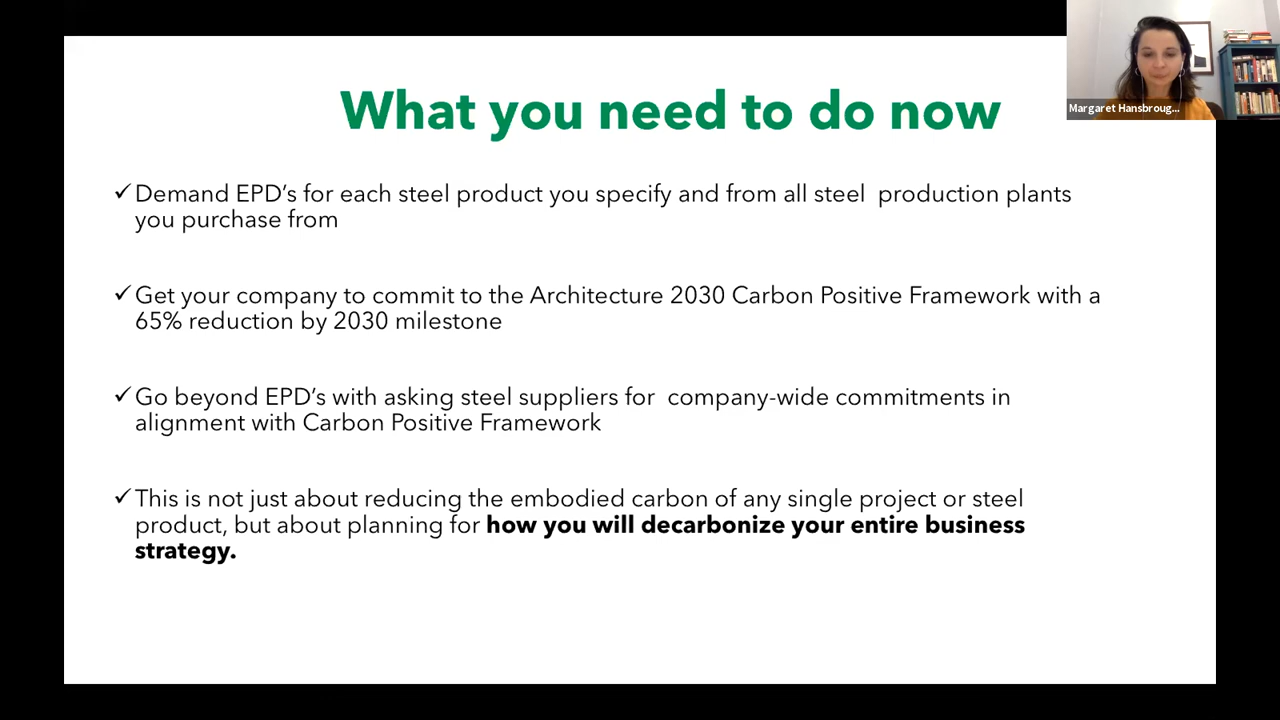 What you need to do now
Margaret Hansbroug...
✓Demand EPD's for each steel product you specify and from all steel  production plants
you purchase from
✓Get your company to commit to the Architecture 2030 Carbon Positive Framework with a
65% reduction by 2030 milestone
✓Go beyond EPD's with asking steel suppliers for  company-wide commitments in
alignment with Carbon Positive Framework
✓This is not just about reducing the embodied carbon of any single project or steel
product, but about planning for how you will decarbonize your entire business
strategy.